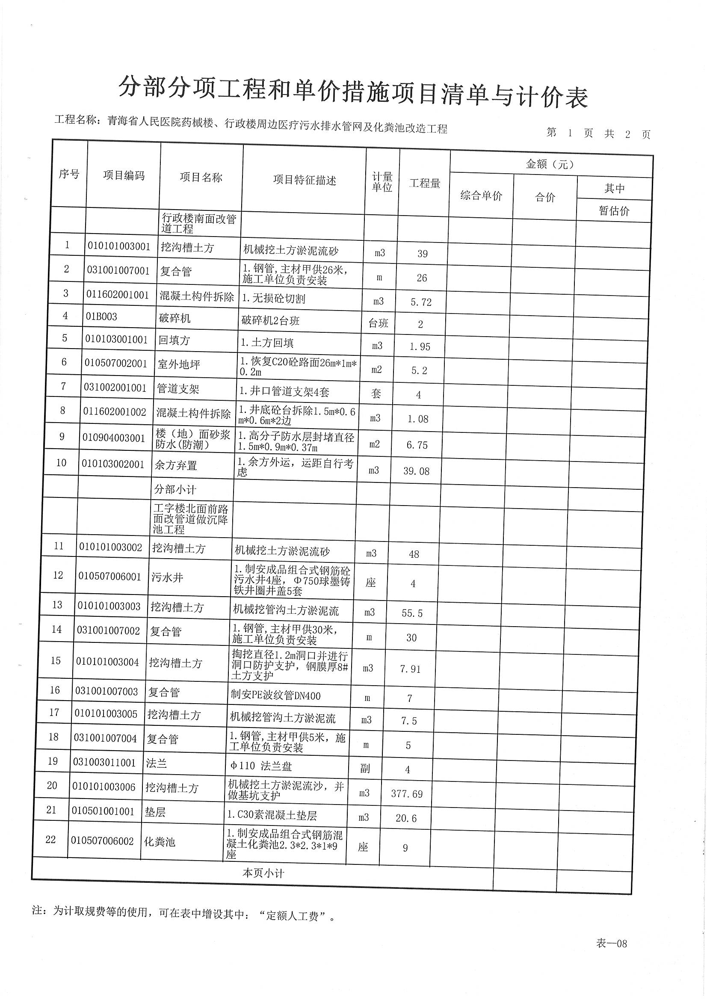 分部分项工程和单价措施项目清单与计价表
工程名称：青海省人民医院药械楼、行政楼周边医疗污水排水管网及化粪池改造工程
第 1 页 共 2 页
序号 项目编码 项目名称 项目特征描述 计量单位 工程量 金额（元）
综合单价 合价 其中
暂估价
行政楼南面改管
道工程
1 010101003001 挖沟槽土方 机械挖土方淤泥流砂 m3 39
2 031001007001 复合管 1.钢管,主材甲供26米，
施工单位负责安装 m 26
3 011602001001 混凝土构件拆除 1.无损砼切割 m3 5.72
4 01B003 破碎机 破碎机2台班 台班 2
5 010103001001 回填方 1.土方回填 m3 1.95
6 010507002001 室外地坪 1.恢复C20砼路面26m*1m*
0.2m m2 5.2
7 031002001001 管道支架 1.井口管道支架4套 套 4
8 011602001002 混凝土构件拆除 1.井底砼台拆除1.5m*0.6
m*0.6m*2边 m3 1.08
9 010904003001 楼（地）面砂浆
防水(防潮） 1.高分子防水层封堵直径
1.5m*0.9m*0.37m m2 6.75
10 010103002001 余方弃置 1.余方外运，运距自行考
虑 m3 39.08
分部小计
工字楼北面前路
面改管道做沉降
池工程
11 010101003002 挖沟槽土方 机械挖土方淤泥流砂 m3 48
12 010507006001 污水井 1.制安成品组合式钢筋砼
污水井4座，Φ750球墨铸
铁井圈井盖5套 座 4
13 010101003003 挖沟槽土方 机械挖管沟土方淤泥流 m3 55.5
14 031001007002 复合管 1.钢管,主材甲供30米，
施工单位负责安装 m 30
15 010101003004 挖沟槽土方 掏挖直径1.2m洞口并进行
洞口防护支护，钢膜厚8#
土方支护 m3 7.91
16 031001007003 复合管 制安PE波纹管DN400 m 7
17 010101003005 挖沟槽土方 机械挖管沟土方淤泥流 m3 7.5
18 031001007004 复合管 1.钢管,主材甲供5米，施
工单位负责安装 m 5
19 031003011001 法兰 φ110 法兰盘 副 4
20 010101003006 挖沟槽土方 机械挖土方淤泥流沙，并
做基坑支护 m3 377.69
21 010501001001 垫层 1.C30素混凝土垫层 m3 20.6
22 010507006002 化粪池 1.制安成品组合式钢筋混
凝土化粪池2.3*2.3*1*9
座 座 9
本页小计
注：为计取规费等的使用，可在表中增设其中：“定额人工费”。
表—08